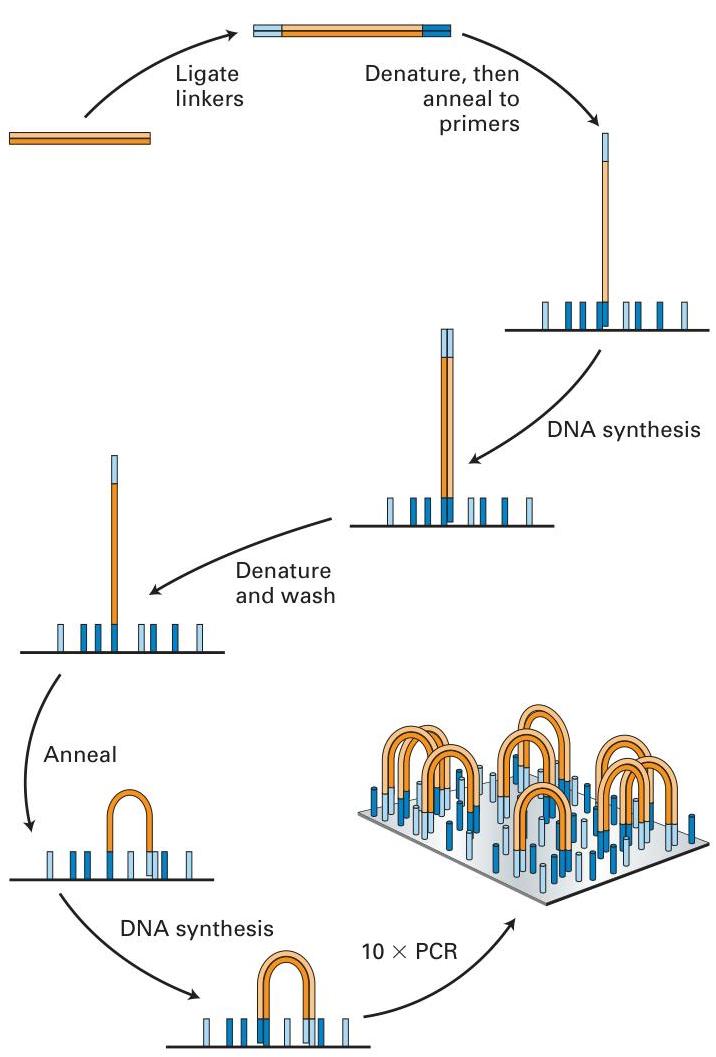 Ligate
linkers
Denature, then
anneal to
primers
DNA synthesis
Denature
and wash
Anneal
DNA synthesis
10 × PCR